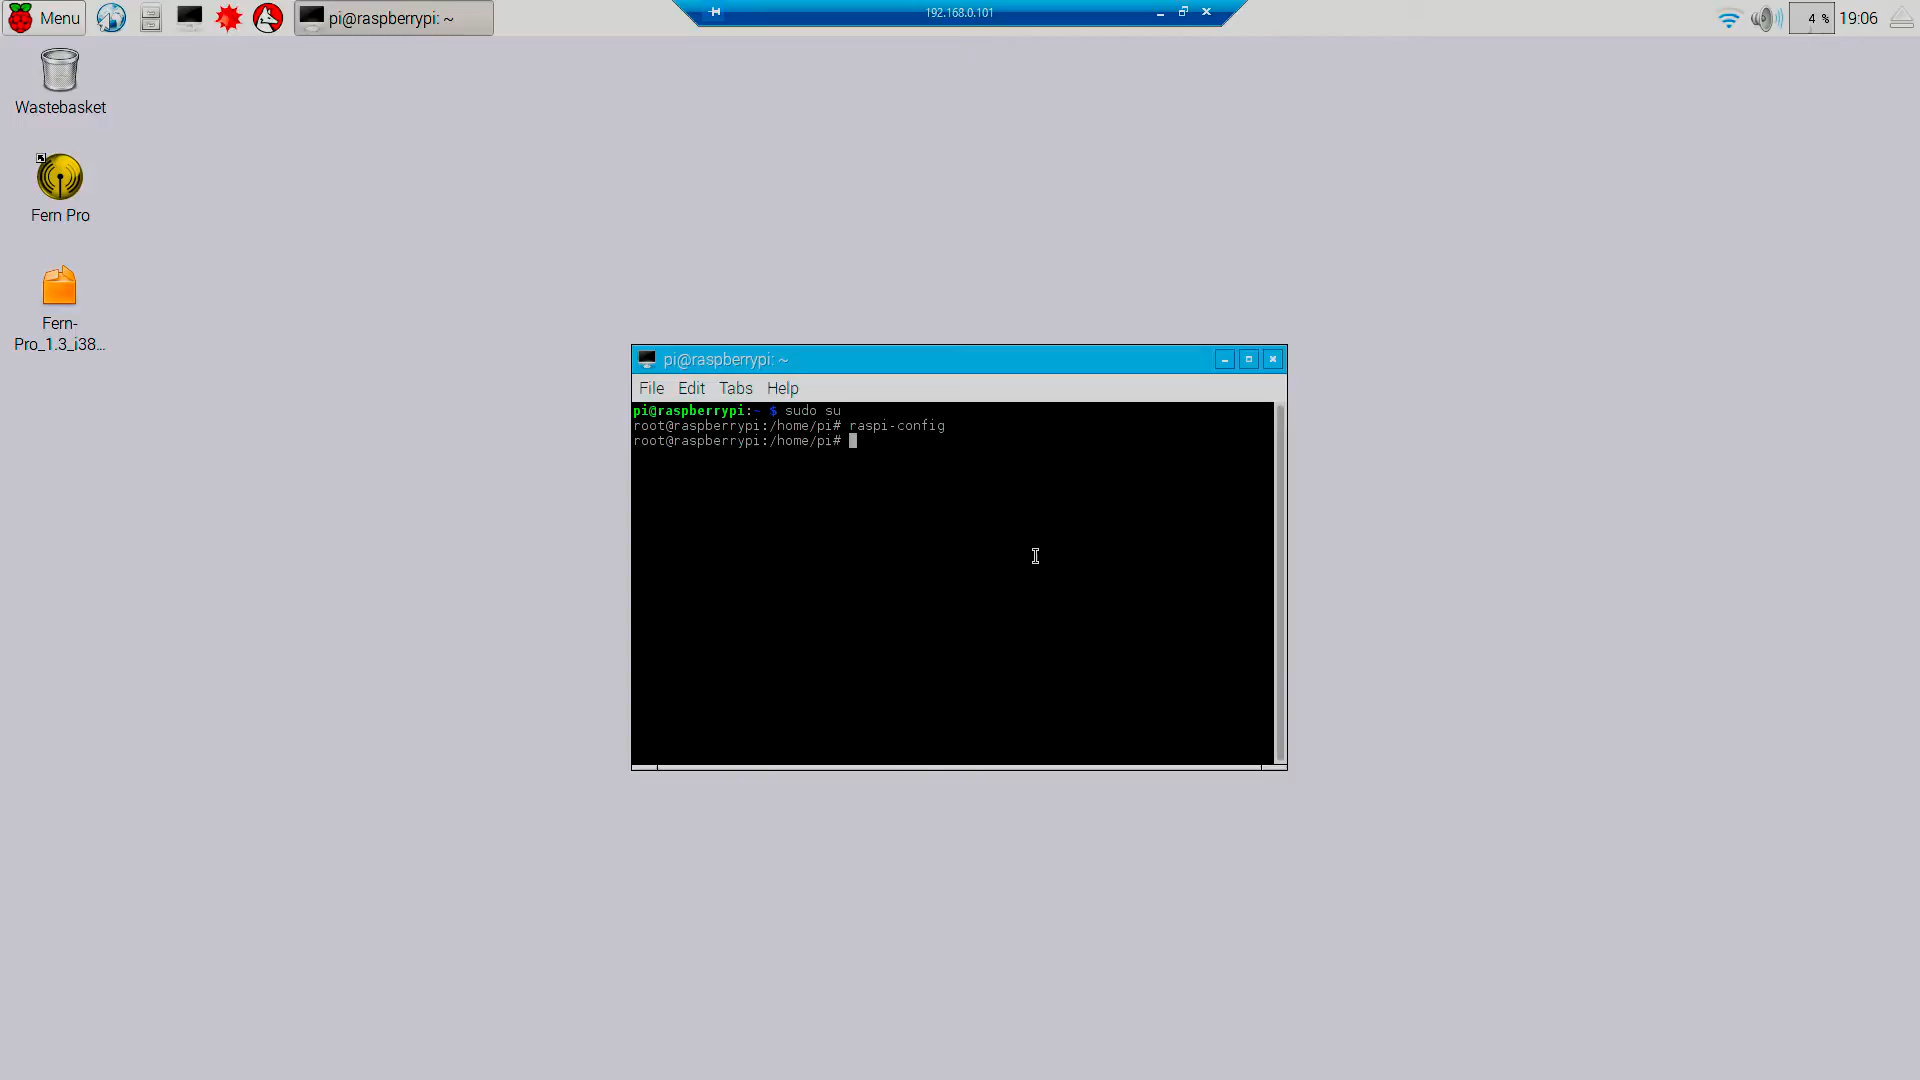 Menu
pi@raspberrypi: ~
192.168.0.101
4 %
19:06
Wastebasket
Fern Pro
Fern-
Pro_1.3_i38...
pi@raspberrypi: ~
File Edit Tabs Help
pi@raspberrypi:~ $ sudo su
root@raspberrypi:/home/pi# raspi-config
root@raspberrypi:/home/pi#